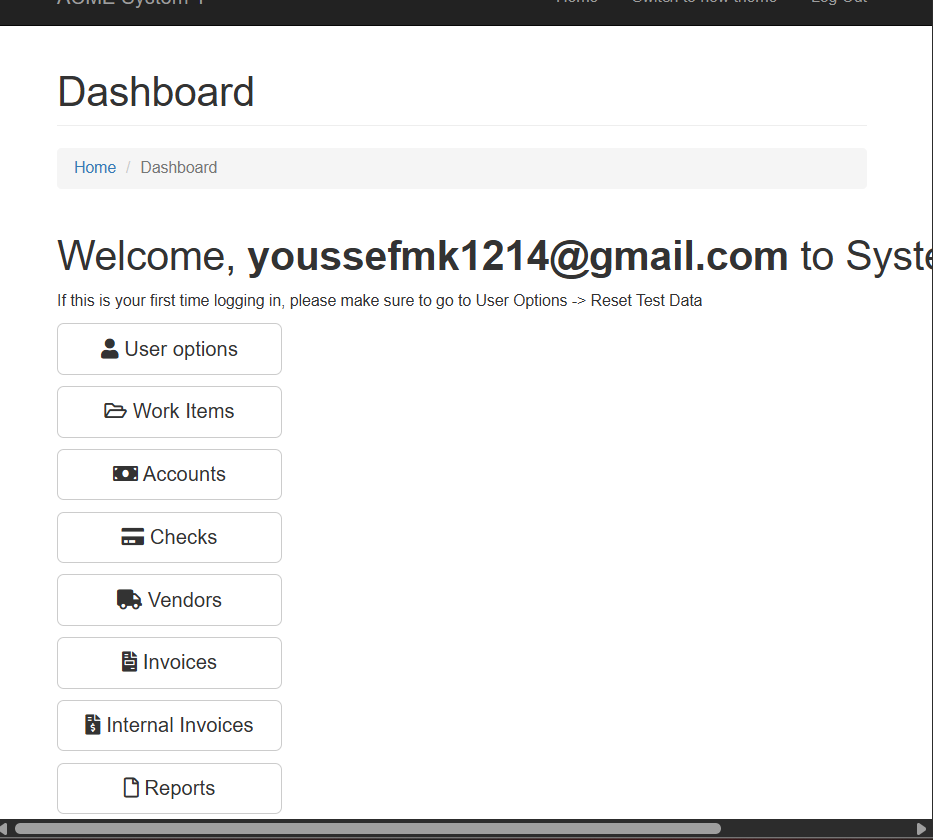 ACME System 1
Home Switch to new theme Log Out
Dashboard
Home / Dashboard
Welcome, youssefmk1214@gmail.com to Syste
If this is your first time logging in, please make sure to go to User Options -> Reset Test Data
User options
Work Items
Accounts
Checks
Vendors
Invoices
Internal Invoices
Reports